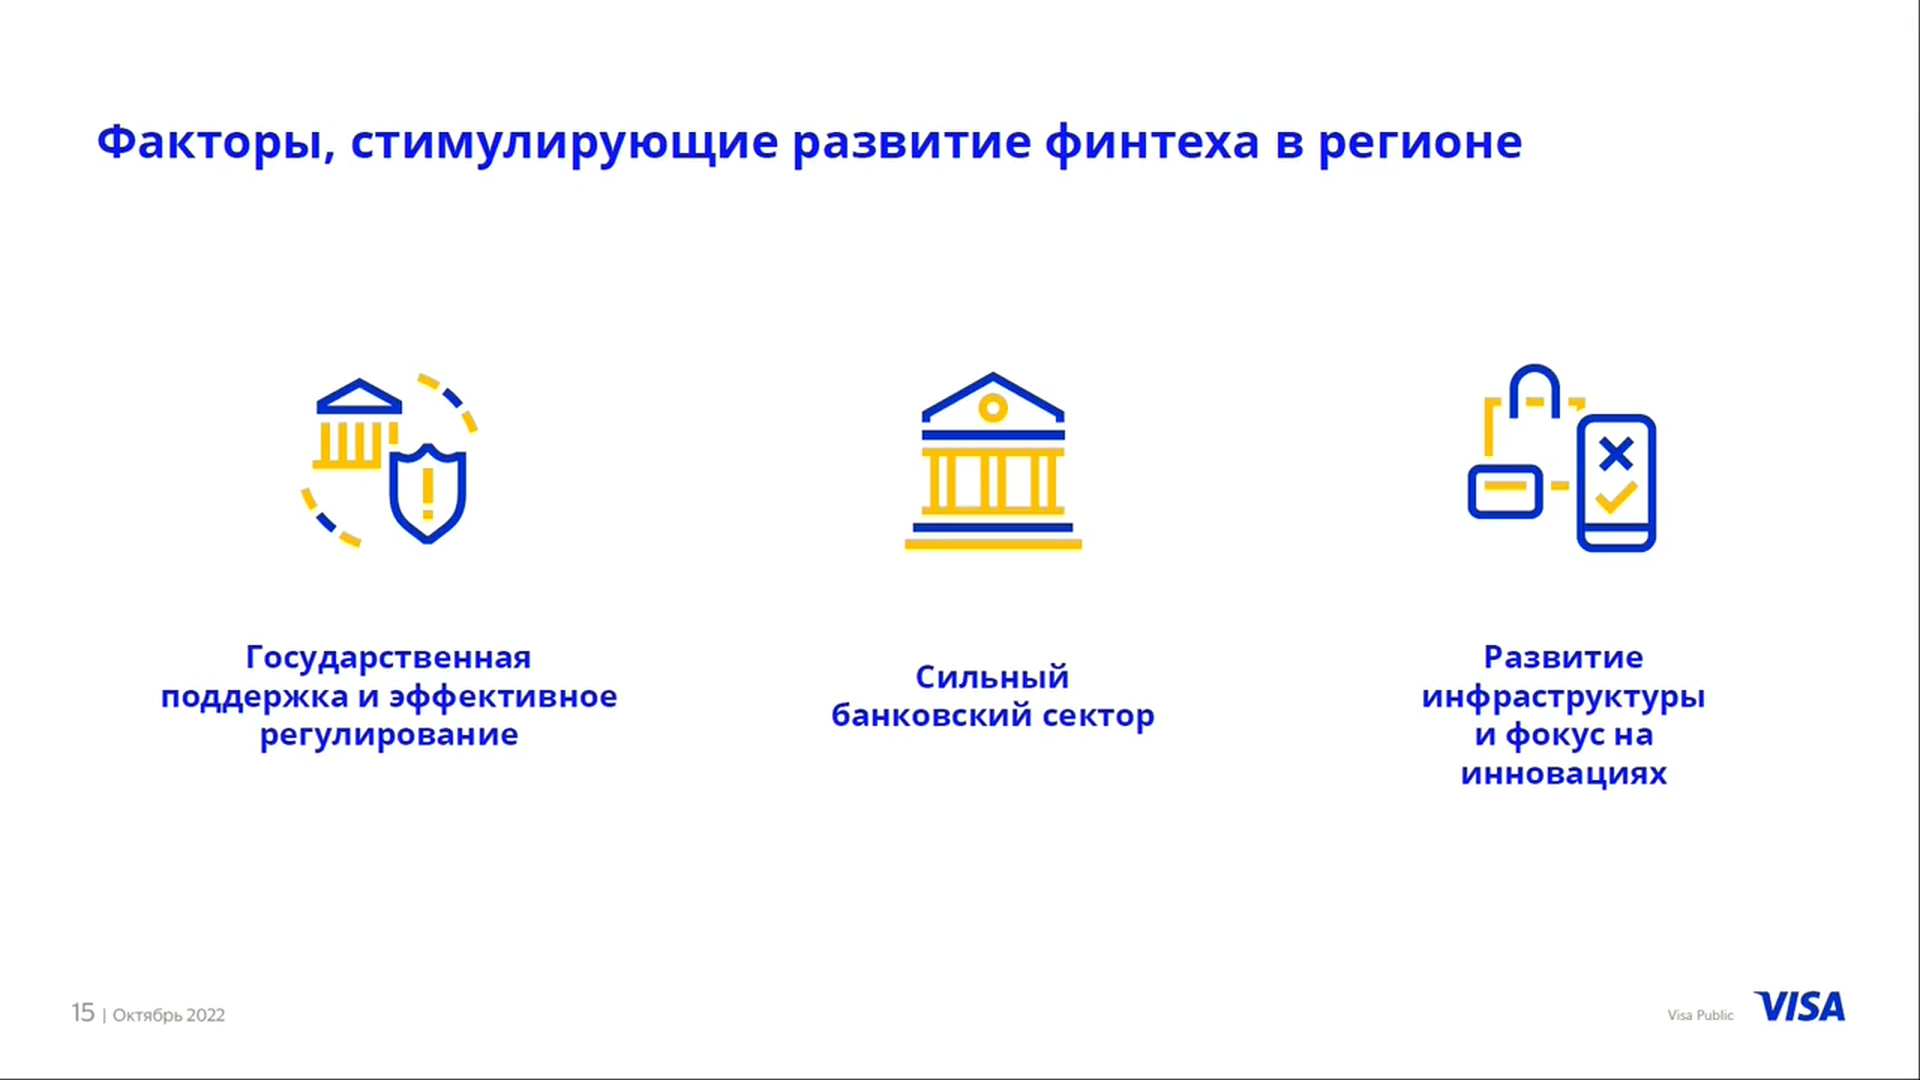 Факторы, стимулирующие развитие финтеха в регионе
Государственная
поддержка и эффективное
регулирование
Сильный
банковский сектор
Развитие
инфраструктуры
и фокус на
инновациях
15 | Октябрь 2022
Visa Public
VISA